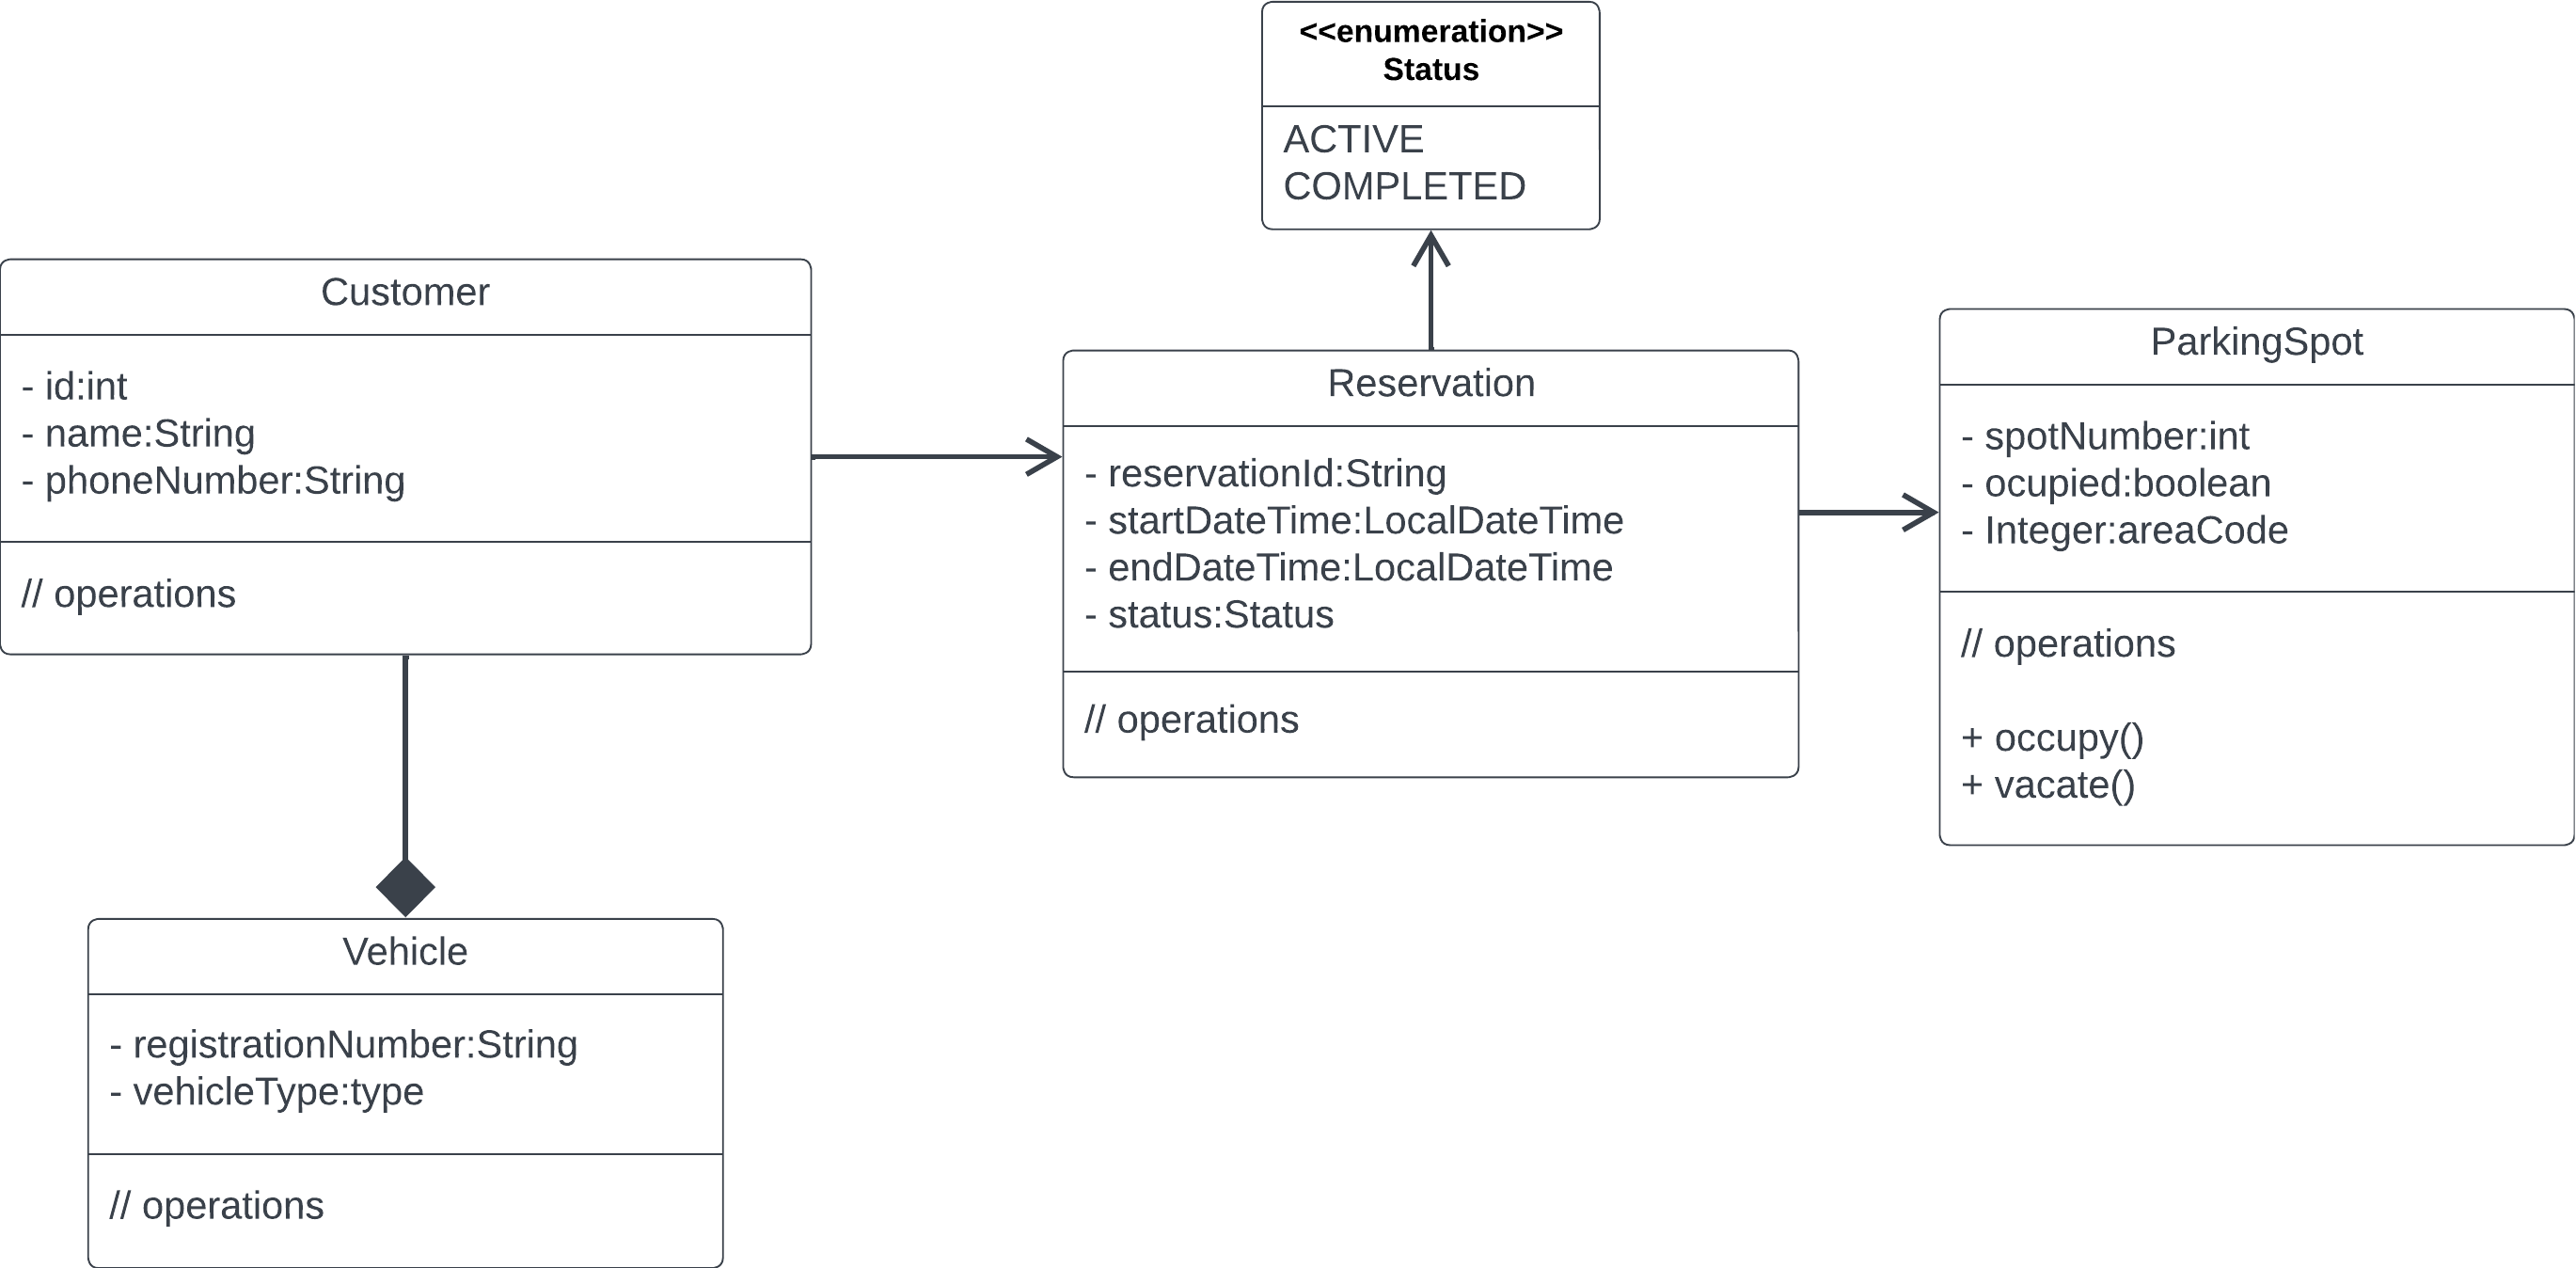 <<enumeration>>
Status
ACTIVE
COMPLETED
Customer
- id:int
- name:String
- phoneNumber:String
// operations
Reservation
- reservationId:String
- startDateTime:LocalDateTime
- endDateTime:LocalDateTime
- status:Status
// operations
ParkingSpot
- spotNumber:int
- ocupied:boolean
- Integer:areaCode
// operations
+ occupy()
+ vacate()
Vehicle
- registrationNumber:String
- vehicleType:type
// operations